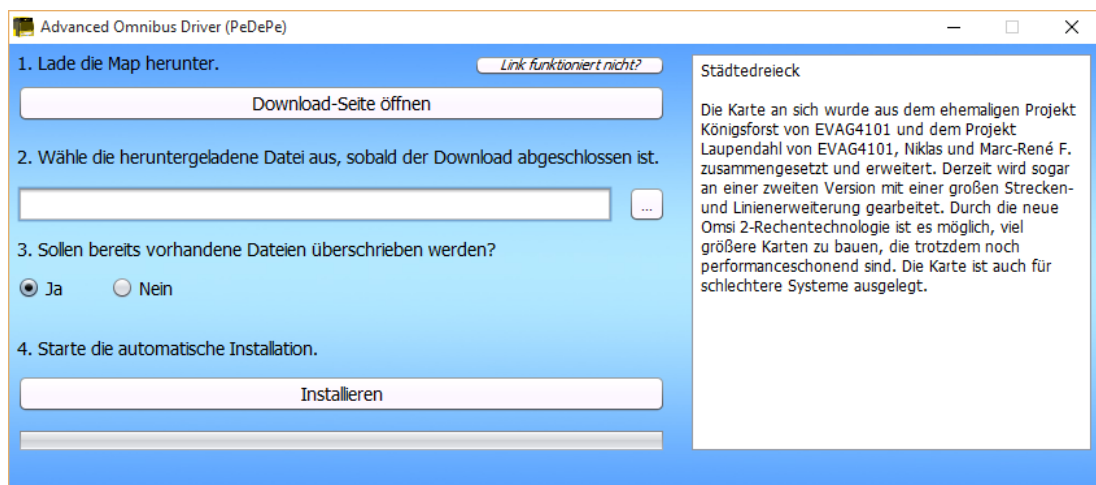 Advanced Omnibus Driver (PeDePe)
1. Lade die Map herunter.
Link funktioniert nicht?
Download-Seite öffnen
2. Wähle die heruntergeladene Datei aus, sobald der Download abgeschlossen ist.
...
3. Sollen bereits vorhandene Dateien überschrieben werden?
Ja
Nein
4. Starte die automatische Installation.
Installieren
Städtedreieck
Die Karte an sich wurde aus dem ehemaligen Projekt
Königsforst von EVAG4101 und dem Projekt
Laupendahl von EVAG4101, Niklas und Marc-René F.
zusammengesetzt und erweitert. Derzeit wird sogar
an einer zweiten Version mit einer großen Strecken-
und Linienerweiterung gearbeitet. Durch die neue
Omsi 2-Rechentechnologie ist es möglich, viel
größere Karten zu bauen, die trotzdem noch
performanceschonend sind. Die Karte ist auch für
schlechtere Systeme ausgelegt.